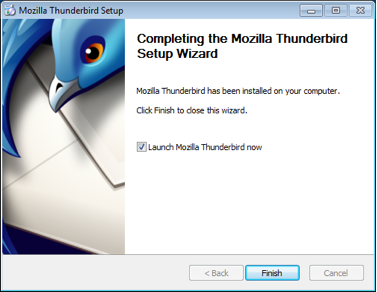 Mozilla Thunderbird Setup
Completing the Mozilla Thunderbird
Setup Wizard
Mozilla Thunderbird has been installed on your computer.
Click Finish to close this wizard.
Launch Mozilla Thunderbird now
< Back
Finish
Cancel